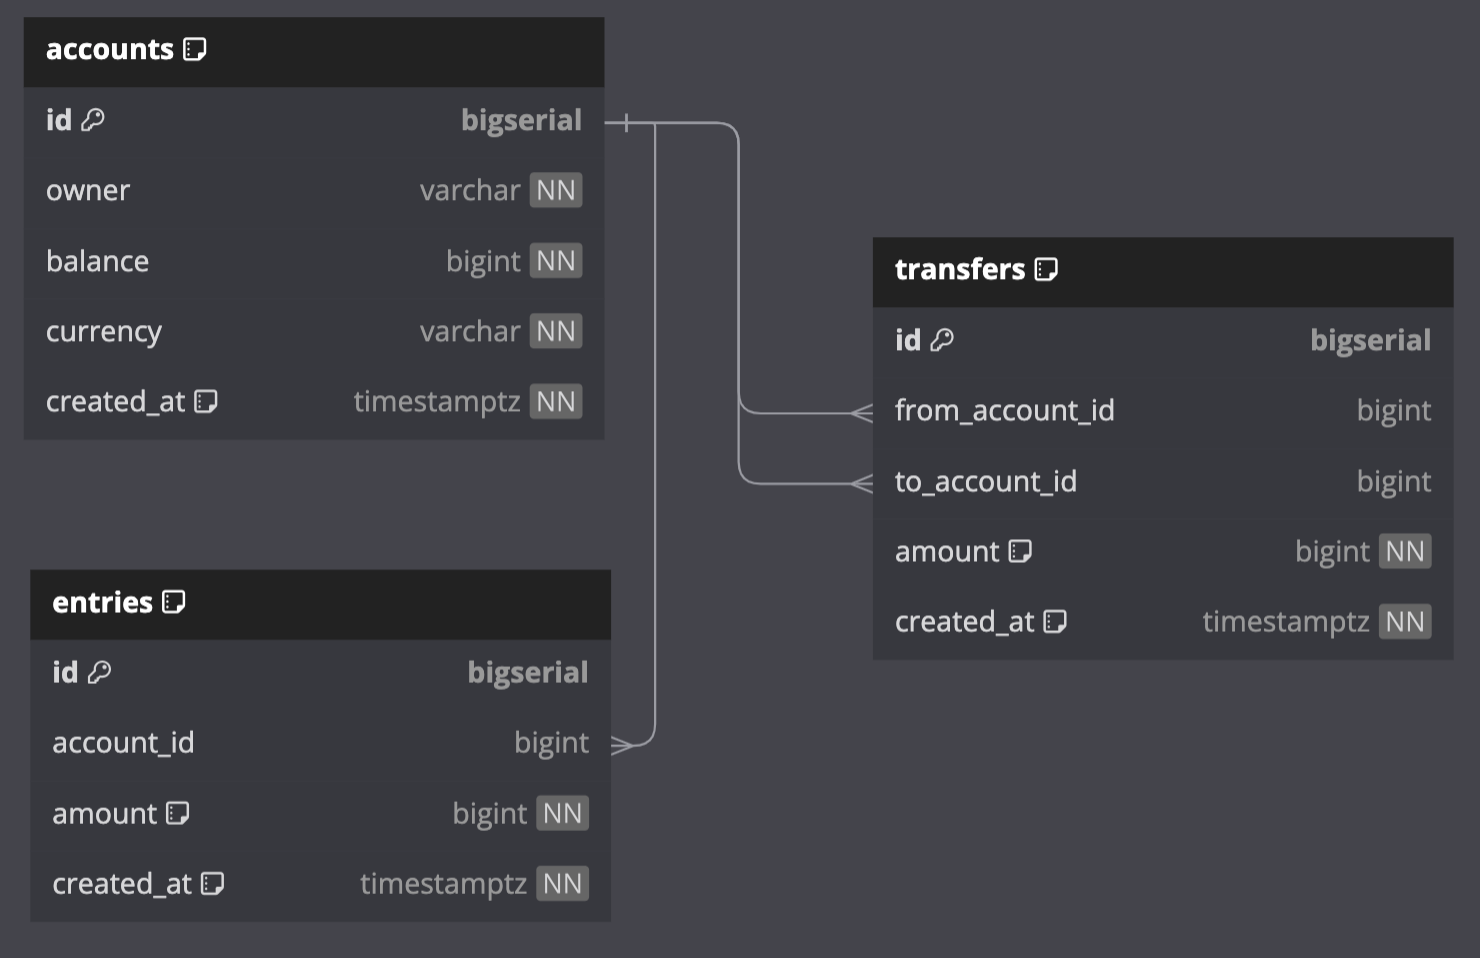 accounts
id bigserial
owner varchar NN
balance bigint NN
currency varchar NN
created_at timestamptz NN
transfers
id bigserial
from_account_id bigint
to_account_id bigint
amount bigint NN
created_at timestamptz NN
entries
id bigserial
account_id bigint
amount bigint NN
created_at timestamptz NN